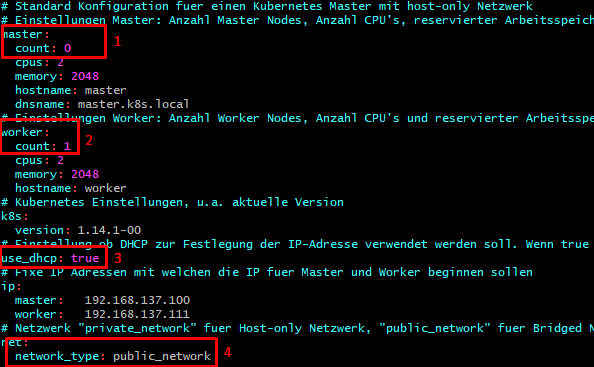 # Standard Konfiguration fuer einen Kubernetes Master mit host-only Netzwerk
# Einstellungen Master: Anzahl Master Nodes, Anzahl CPU's, reservierter Arbeitsspeich
master: 1
count: 0
cpus: 2
memory: 2048
hostname: master
dnsname: master.k8s.local
# Einstellungen Worker: Anzahl Worker Nodes, Anzahl CPU's und reservierter Arbeitsspe
worker: 2
count: 1
cpus: 2
memory: 2048
hostname: worker
# Kubernetes Einstellungen, u.a. aktuelle Version
k8s:
version: 1.14.1-00
# Einstellung ob DHCP zur Festlegung der IP-Adresse verwendet werden soll. Wenn true
use_dhcp: true 3
# Fixe IP Adressen mit welchen die IP fuer Master und Worker beginnen sollen
ip:
master: 192.168.137.100
worker: 192.168.137.111
# Netzwerk "private_network" fuer Host-only Netzwerk, "public_network" fuer Bridged N
net:
network_type: public_network 4